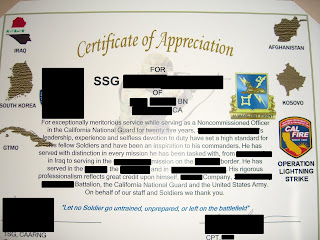 Certificate of Appreciation
IRAQ
AFGHANISTAN
FOR
SSG
OF
BN
CA
SOUTH KOREA
KOSOVO
For exceptionally meritorious service while serving as a Noncommissioned Officer
in the California National Guard for twenty five years, 's
leadership, experience and selfless devotion to duty have set a high standard for
his fellow Soldiers and have been an inspiration to his commanders. He has
served with distinction in every mission he has been tasked with, from
in Iraq to serving in the mission on the border. He has
served in the and in . His rigorous
professionalism reflects great credit upon himself, Company,
Battalion, the California National Guard and the United States Army.
On behalf of our staff and Soldiers we thank you.
GTMO
CAL FIRE
OPERATION
LIGHTNING
STRIKE
"Let no Soldier go untrained, unprepared, or left on the battlefield"
1SG, CAARNG
CPT